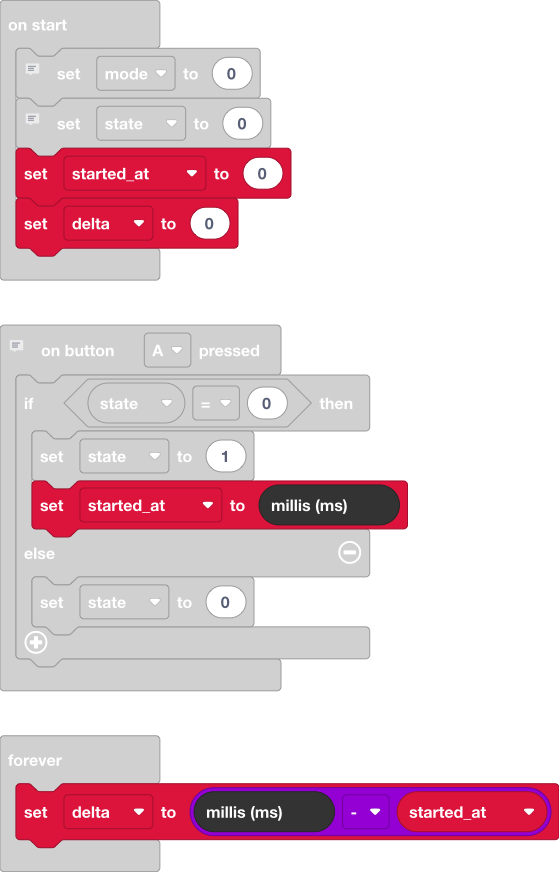 on start
set mode to 0
set state to 0
set started_at to 0
set delta to 0
on button A pressed
if state = 0 then
set state to 1
set started_at to millis (ms)
else
set state to 0
forever
set delta to millis (ms) - started_at